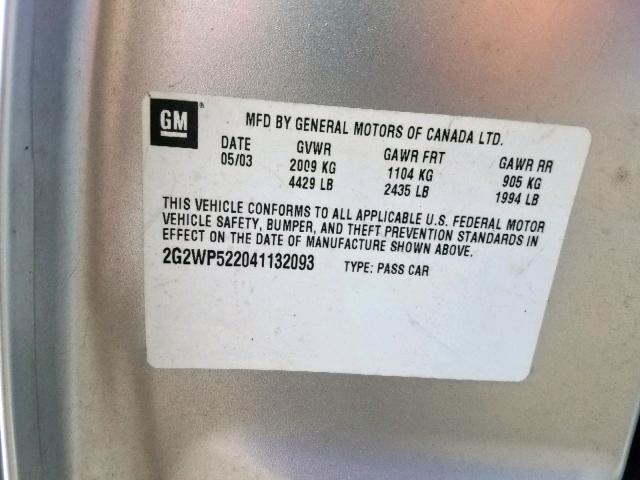 GM
MFD BY GENERAL MOTORS OF CANADA LTD.
DATE GVWR GAWR FRT GAWR RR
05/03 2009 KG 1104 KG 905 KG
4429 LB 2435 LB 1994 LB
THIS VEHICLE CONFORMS TO ALL APPLICABLE U.S. FEDERAL MOTOR
VEHICLE SAFETY, BUMPER, AND THEFT PREVENTION STANDARDS IN
EFFECT ON THE DATE OF MANUFACTURE SHOWN ABOVE.
2G2WP522041132093 TYPE: PASS CAR